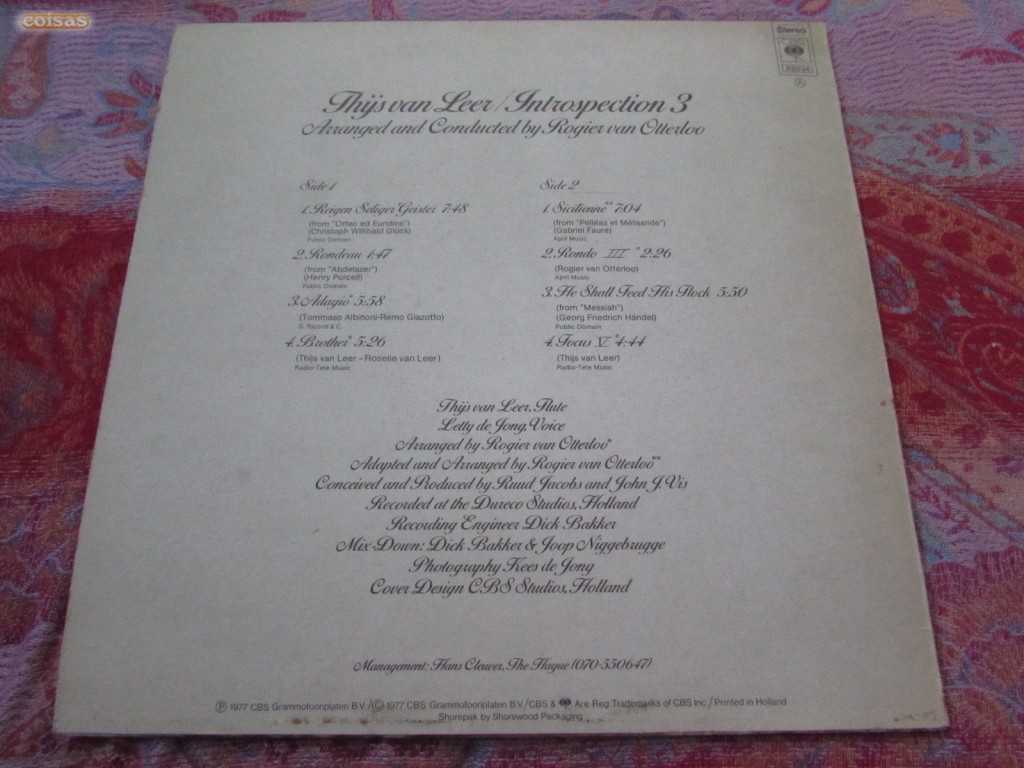 coisas
Stereo
CBS
86024
Thijs van Leer / Introspection 3
Arranged and Conducted by Rogier van Otterloo
Side 1
1. Reigen Seliger Geister 7:48
(from "Orfeo ed Euridice")
(Christoph Willibald Glück)
Public Domain
2. Rondeau 1:47
(from "Abdelazer")
(Henry Purcell)
Public Domain
3. Adagio* 5:58
(Tommaso Albinoni-Remo Giazotto)
G. Ricordi & C.
4. Brother* 5:26
(Thijs van Leer - Roselie van Leer)
Radio-Tele Music
Side 2
1. Sicilienne** 7:04
(from "Pelléas et Mélisande")
(Gabriel Fauré)
April Music
2. Rondo III * 2:26
(Rogier van Otterloo)
April Music
3. He Shall Feed His Flock 5:50
(from "Messiah")
(Georg Friedrich Händel)
Public Domain
4. Focus V *4:44
(Thijs van Leer)
Radio-Tele Music
Thijs van Leer, Flute
Letty de Jong, Voice
Arranged by Rogier van Otterloo*
Adapted and Arranged by Rogier van Otterloo**
Conceived and Produced by Ruud Jacobs and John J. Vis
Recorded at the Dureco Studios, Holland
Recording Engineer Dick Bakker
Mix-Down: Dick Bakker & Joop Niggebrugge
Photography Kees de Jong
Cover Design CBS Studios, Holland
Management: Hans Clewer, The Hague (070-550647)
Ⓟ 1977 CBS Grammofoonplaten B.V./Ⓒ 1977 CBS Grammofoonplaten B.V./CBS & Are Reg. Trademarks of CBS Inc./Printed in Holland
Shorepak by Shorewood Packaging